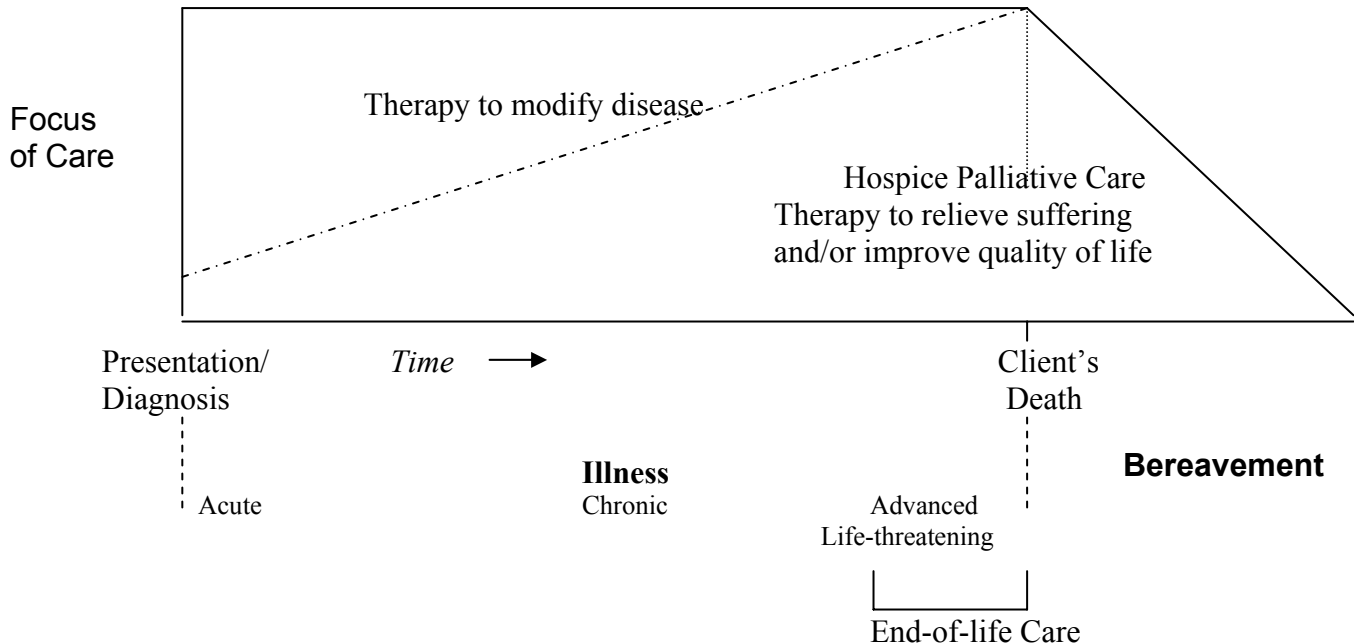 Therapy to modify disease
Focus
of Care
Hospice Palliative Care
Therapy to relieve suffering
and/or improve quality of life
Presentation/
Diagnosis
Time
Client's
Death
Illness
Bereavement
Acute
Chronic
Advanced
Life-threatening
End-of-life Care